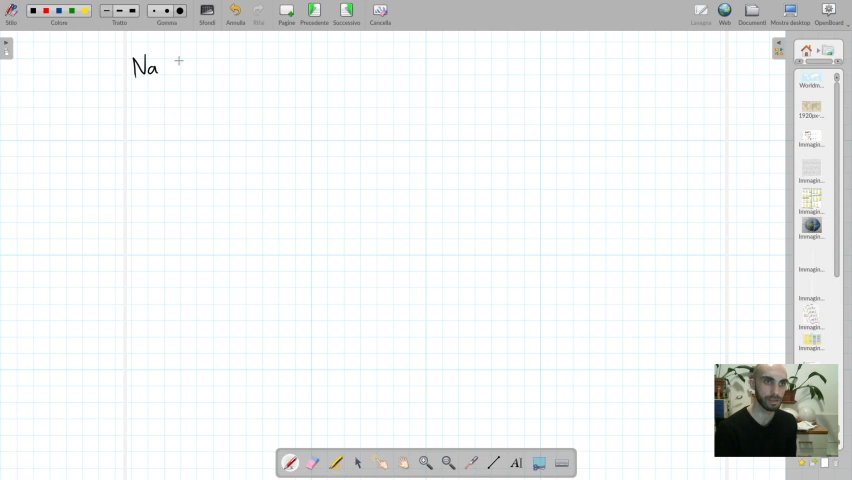 Stilo Colore Tratto Gomma Sfondi Annulla Rifai Pagine Precedente Successivo Cancella Lavagna Web Documenti Mostra desktop OpenBoard
Na
Worldm...
1920px-...
Immagin...
Immagin...
Immagin...
Immagin...
Immagin...
Immagin...
Immagin...
Immagin...